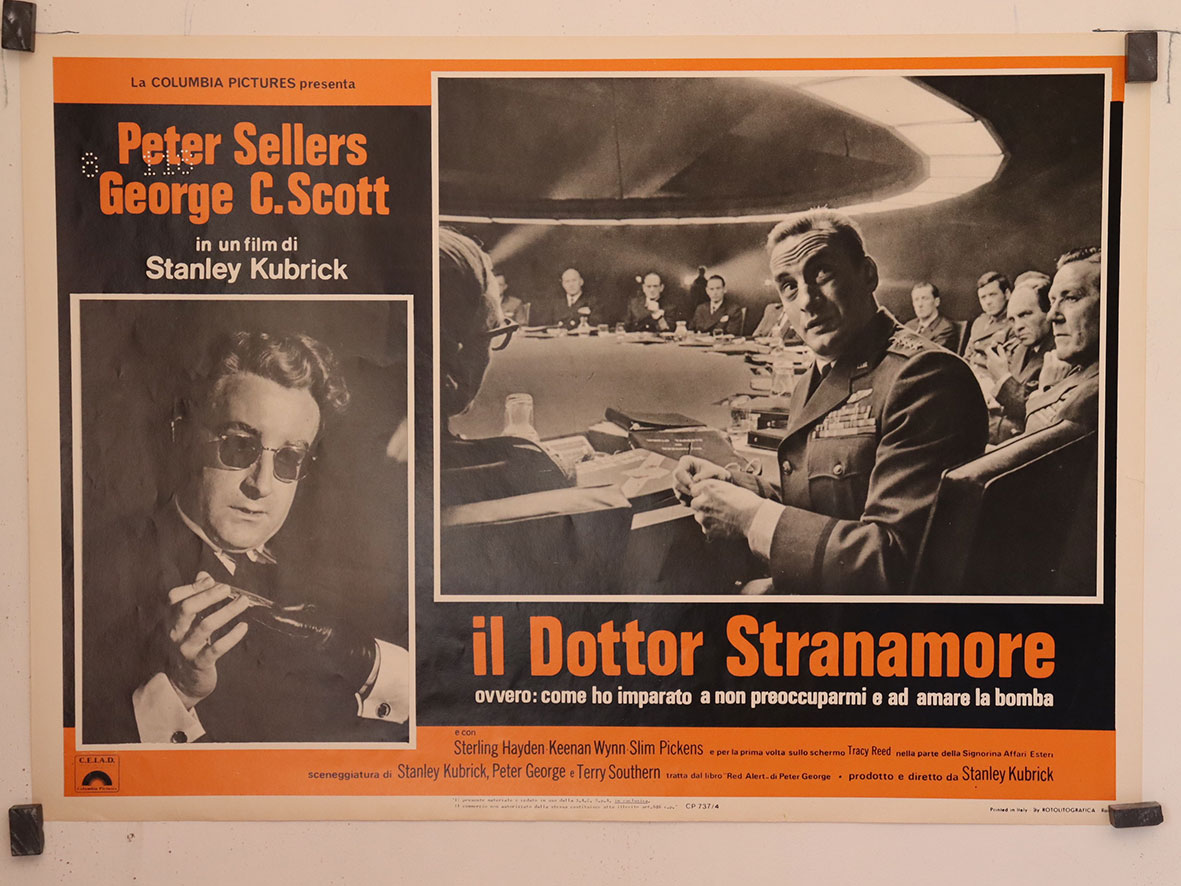 La COLUMBIA PICTURES presenta
Peter Sellers
George C. Scott
in un film di
Stanley Kubrick
il Dottor Stranamore
ovvero: come ho imparato a non preoccuparmi e ad amare la bomba
e con
Sterling Hayden · Keenan Wynn · Slim Pickens e per la prima volta sullo schermo Tracy Reed nella parte della Signorina Affari Esteri
sceneggiatura di Stanley Kubrick, Peter George e Terry Southern tratta dal libro "Red Alert" di Peter George · prodotto e diretto da Stanley Kubrick
C.E.I.A.D.
Columbia Pictures
CP 737/4
Printed in Italy - By ROTOLITOGRAFICA